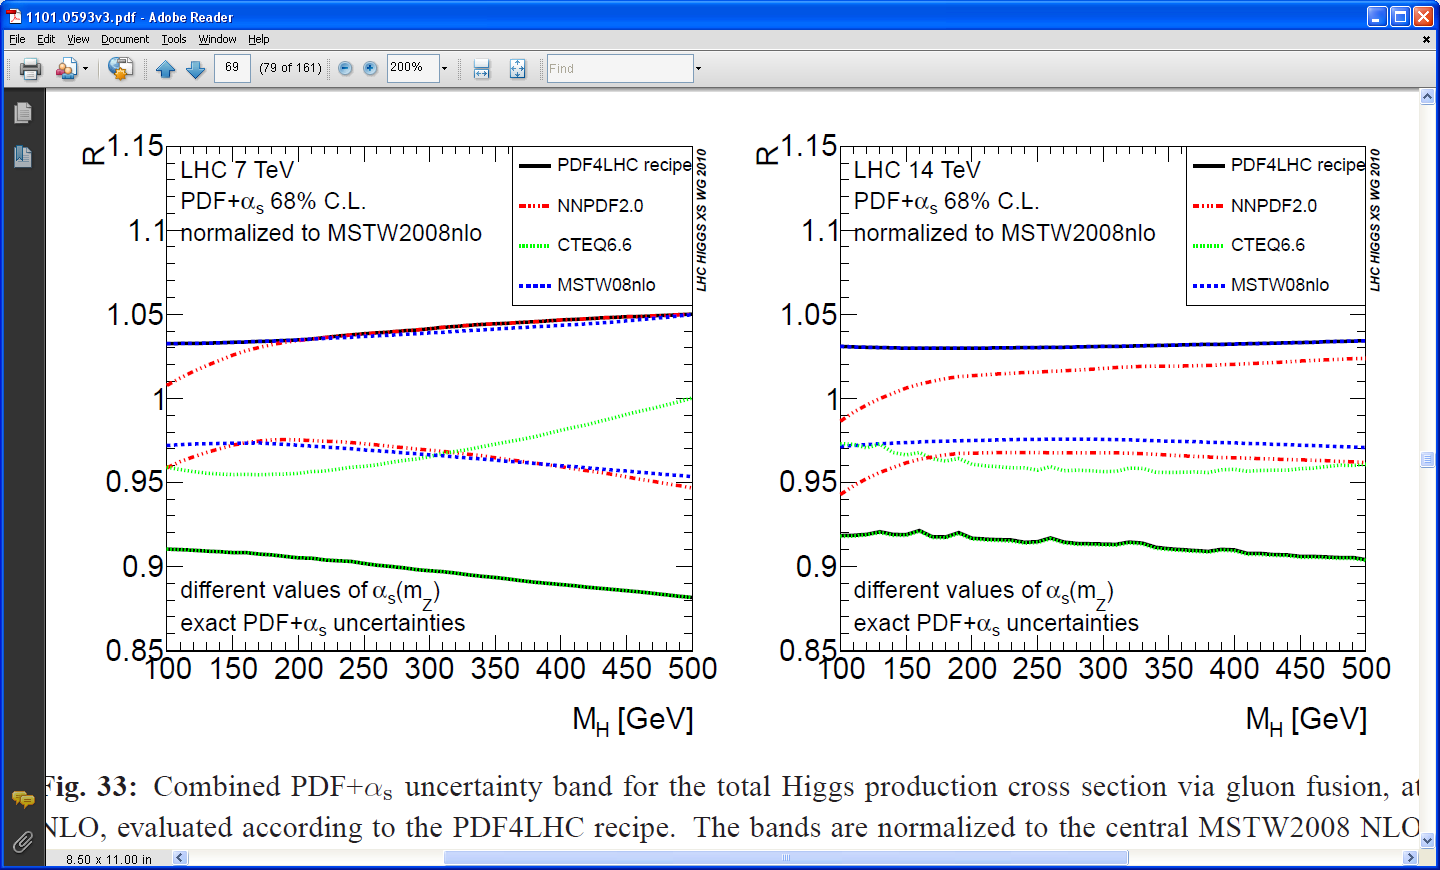 1101.0593v3.pdf - Adobe Reader
File Edit View Document Tools Window Help
69 (79 of 161) 200% Find
R
1.15
1.1
1.05
1
0.95
0.9
0.85
LHC 7 TeV
PDF+αs 68% C.L.
normalized to MSTW2008nlo
PDF4LHC recipe
NNPDF2.0
CTEQ6.6
MSTW08nlo
LHC HIGGS XS WG 2010
different values of αs(mZ)
exact PDF+αs uncertainties
100 150 200 250 300 350 400 450 500
MH [GeV]
R
1.15
1.1
1.05
1
0.95
0.9
0.85
LHC 14 TeV
PDF+αs 68% C.L.
normalized to MSTW2008nlo
PDF4LHC recipe
NNPDF2.0
CTEQ6.6
MSTW08nlo
LHC HIGGS XS WG 2010
different values of αs(mZ)
exact PDF+αs uncertainties
100 150 200 250 300 350 400 450 500
MH [GeV]
Fig. 33: Combined PDF+αs uncertainty band for the total Higgs production cross section via gluon fusion, at
NLO, evaluated according to the PDF4LHC recipe. The bands are normalized to the central MSTW2008 NLO
8.50 x 11.00 in